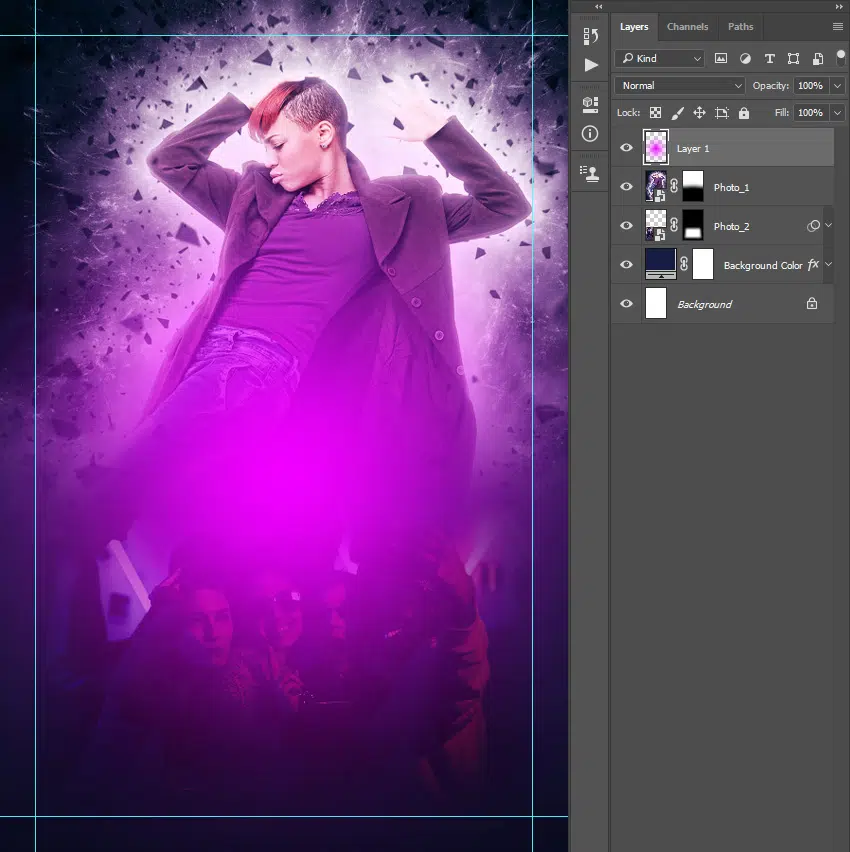 Layers Channels Paths
Kind
Normal Opacity: 100%
Lock: Fill: 100%
Layer 1
Photo_1
Photo_2
Background Color fx
Background